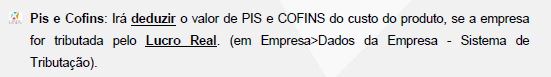 Pis e Cofins: Irá deduzir o valor de PIS e COFINS do custo do produto, se a empresa
for tributada pelo Lucro Real. (em Empresa>Dados da Empresa - Sistema de
Tributação).